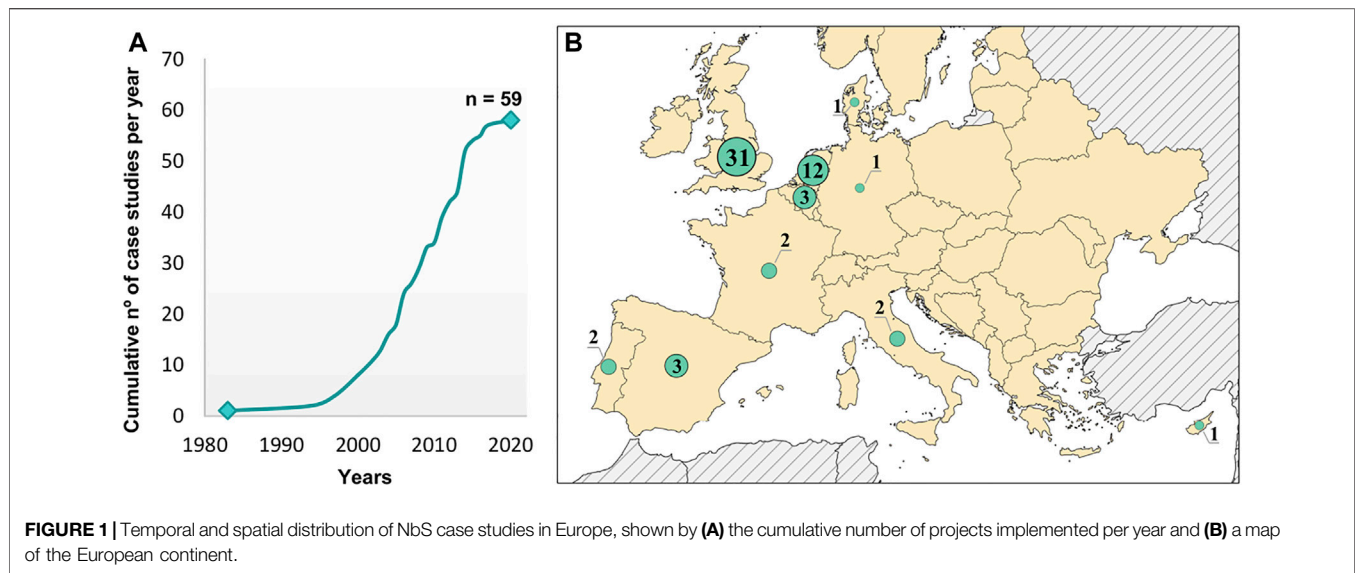 A
Cumulative nº of case studies per year
70
60
50
40
30
20
10
0
n = 59
1980 1990 2000 2010 2020
Years
B
1
31
12
1
3
2
2
2
3
1
FIGURE 1 | Temporal and spatial distribution of NbS case studies in Europe, shown by (A) the cumulative number of projects implemented per year and (B) a map
of the European continent.